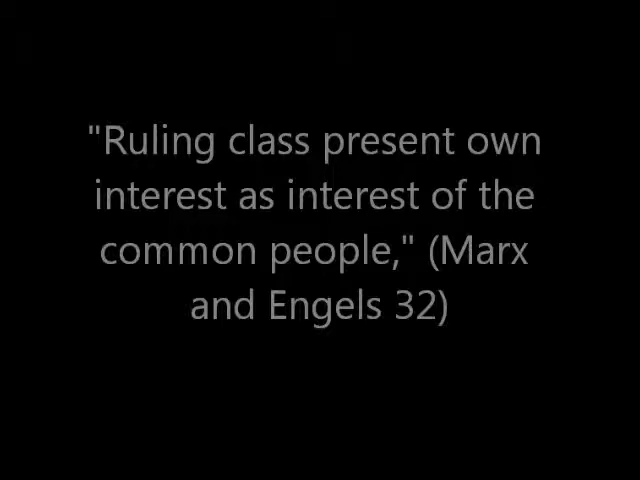 "Ruling class present own
interest as interest of the
common people," (Marx
and Engels 32)